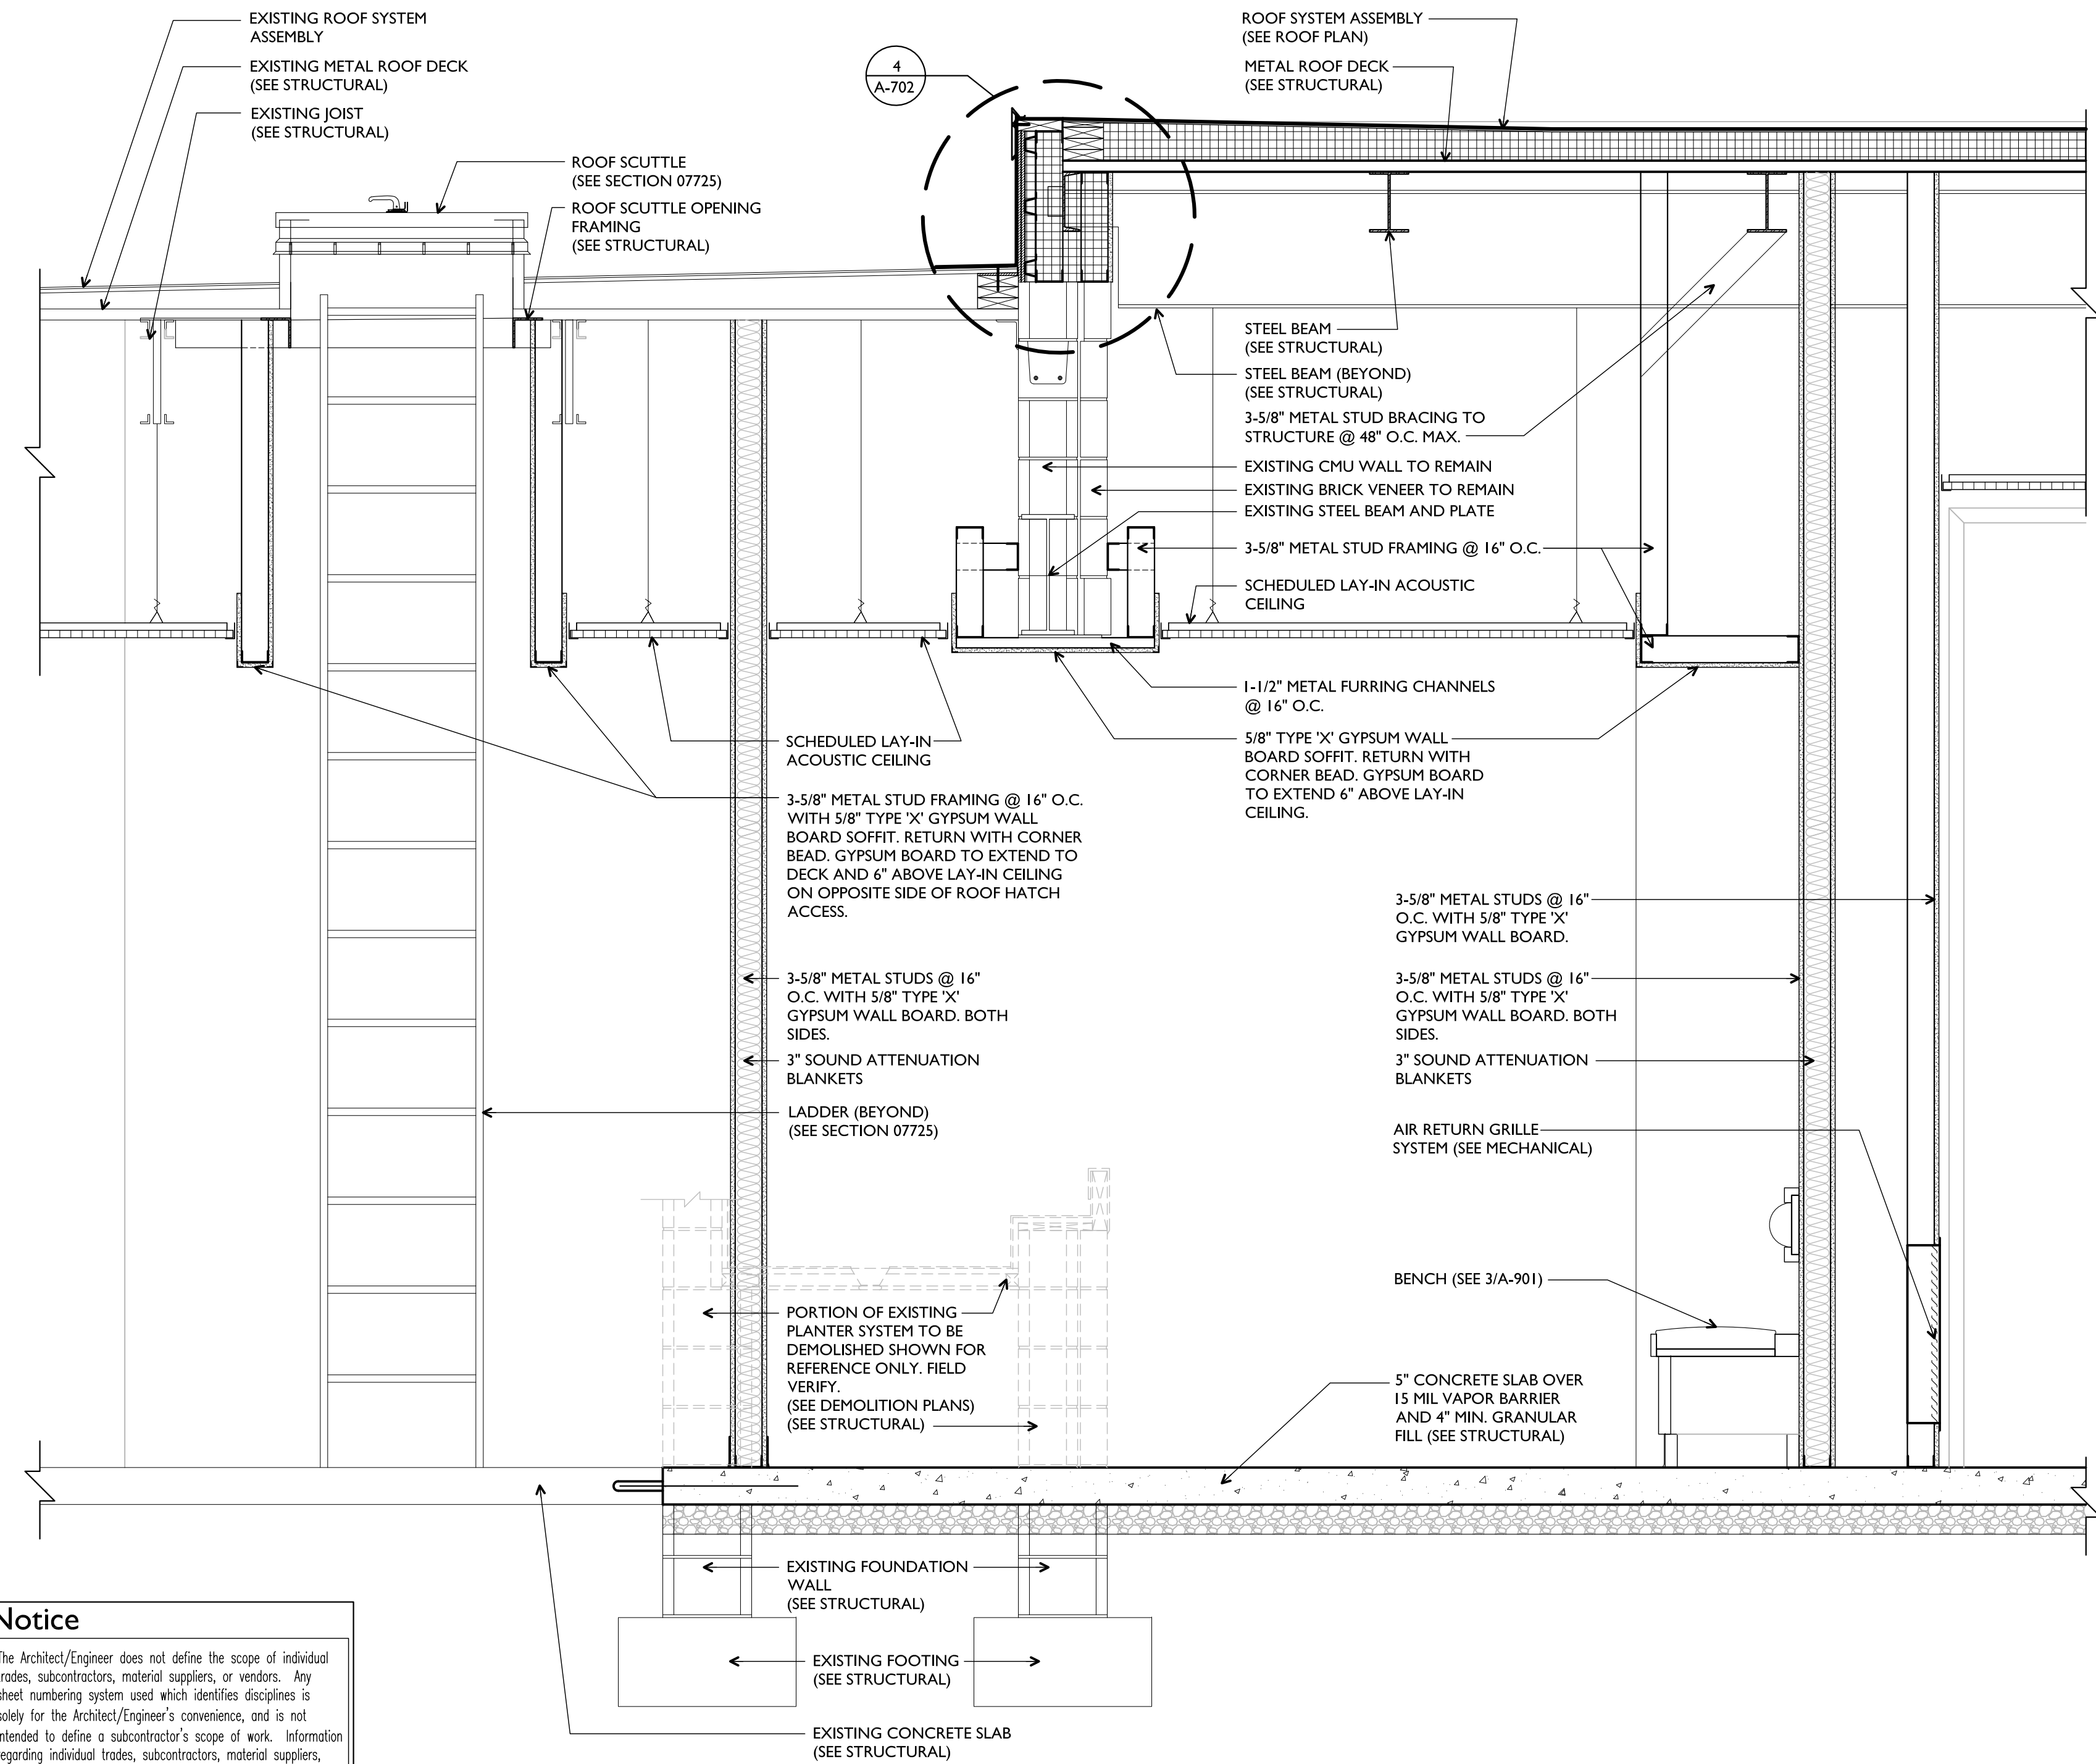 EXISTING ROOF SYSTEM
ASSEMBLY
EXISTING METAL ROOF DECK
(SEE STRUCTURAL)
EXISTING JOIST
(SEE STRUCTURAL)
ROOF SCUTTLE
(SEE SECTION 07725)
ROOF SCUTTLE OPENING
FRAMING
(SEE STRUCTURAL)
4
A-702
ROOF SYSTEM ASSEMBLY
(SEE ROOF PLAN)
METAL ROOF DECK
(SEE STRUCTURAL)
STEEL BEAM
(SEE STRUCTURAL)
STEEL BEAM (BEYOND)
(SEE STRUCTURAL)
3-5/8" METAL STUD BRACING TO
STRUCTURE @ 48" O.C. MAX.
EXISTING CMU WALL TO REMAIN
EXISTING BRICK VENEER TO REMAIN
EXISTING STEEL BEAM AND PLATE
3-5/8" METAL STUD FRAMING @ 16" O.C.
SCHEDULED LAY-IN ACOUSTIC
CEILING
1-1/2" METAL FURRING CHANNELS
@ 16" O.C.
5/8" TYPE 'X' GYPSUM WALL
BOARD SOFFIT. RETURN WITH
CORNER BEAD. GYPSUM BOARD
TO EXTEND 6" ABOVE LAY-IN
CEILING.
SCHEDULED LAY-IN
ACOUSTIC CEILING
3-5/8" METAL STUD FRAMING @ 16" O.C.
WITH 5/8" TYPE 'X' GYPSUM WALL
BOARD SOFFIT. RETURN WITH CORNER
BEAD. GYPSUM BOARD TO EXTEND TO
DECK AND 6" ABOVE LAY-IN CEILING
ON OPPOSITE SIDE OF ROOF HATCH
ACCESS.
3-5/8" METAL STUDS @ 16"
O.C. WITH 5/8" TYPE 'X'
GYPSUM WALL BOARD. BOTH
SIDES.
3" SOUND ATTENUATION
BLANKETS
LADDER (BEYOND)
(SEE SECTION 07725)
3-5/8" METAL STUDS @ 16"
O.C. WITH 5/8" TYPE 'X'
GYPSUM WALL BOARD.
3-5/8" METAL STUDS @ 16"
O.C. WITH 5/8" TYPE 'X'
GYPSUM WALL BOARD. BOTH
SIDES.
3" SOUND ATTENUATION
BLANKETS
AIR RETURN GRILLE
SYSTEM (SEE MECHANICAL)
BENCH (SEE 3/A-901)
PORTION OF EXISTING
PLANTER SYSTEM TO BE
DEMOLISHED SHOWN FOR
REFERENCE ONLY. FIELD
VERIFY.
(SEE DEMOLITION PLANS)
(SEE STRUCTURAL)
5" CONCRETE SLAB OVER
15 MIL VAPOR BARRIER
AND 4" MIN. GRANULAR
FILL (SEE STRUCTURAL)
EXISTING FOUNDATION
WALL
(SEE STRUCTURAL)
EXISTING FOOTING
(SEE STRUCTURAL)
EXISTING CONCRETE SLAB
(SEE STRUCTURAL)
Notice
The Architect/Engineer does not define the scope of individual
trades, subcontractors, material suppliers, or vendors. Any
sheet numbering system used which identifies disciplines is
solely for the Architect/Engineer's convenience, and is not
intended to define a subcontractor's scope of work. Information
regarding individual trades, subcontractors, material suppliers,